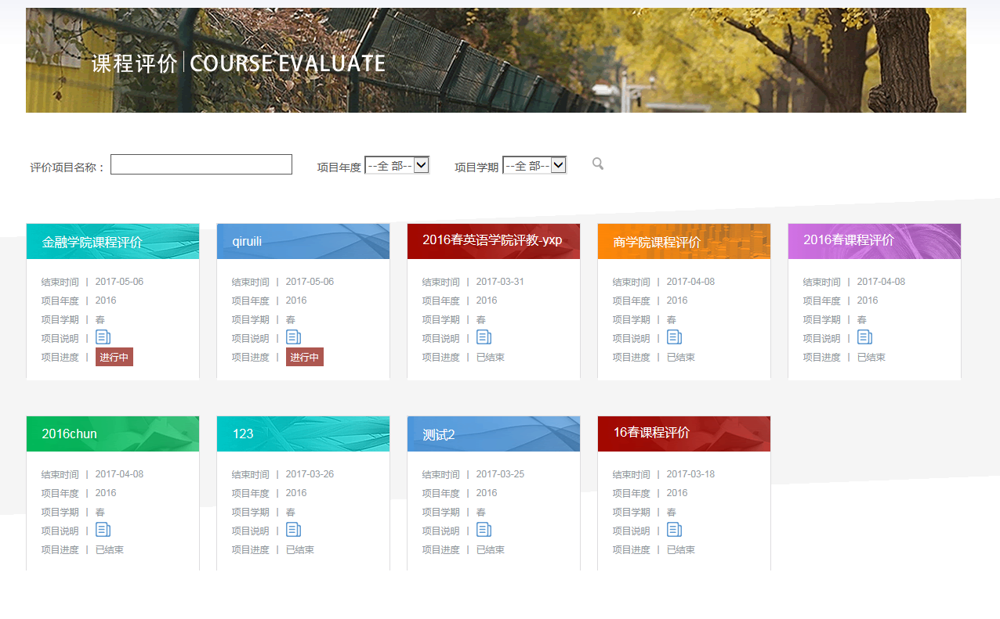 课程评价 | COURSE EVALUATE
评价项目名称：
项目年度 --全 部--
项目学期 --全 部--
金融学院课程评价
结束时间 | 2017-05-06
项目年度 | 2016
项目学期 | 春
项目说明 |
项目进度 | 进行中
qiruili
结束时间 | 2017-05-06
项目年度 | 2016
项目学期 | 春
项目说明 |
项目进度 | 进行中
2016春英语学院评教-yxp
结束时间 | 2017-03-31
项目年度 | 2016
项目学期 | 春
项目说明 |
项目进度 | 已结束
商学院课程评价
结束时间 | 2017-04-08
项目年度 | 2016
项目学期 | 春
项目说明 |
项目进度 | 已结束
2016春课程评价
结束时间 | 2017-04-08
项目年度 | 2016
项目学期 | 春
项目说明 |
项目进度 | 已结束
2016chun
结束时间 | 2017-04-08
项目年度 | 2016
项目学期 | 春
项目说明 |
项目进度 | 已结束
123
结束时间 | 2017-03-26
项目年度 | 2016
项目学期 | 春
项目说明 |
项目进度 | 已结束
测试2
结束时间 | 2017-03-25
项目年度 | 2016
项目学期 | 春
项目说明 |
项目进度 | 已结束
16春课程评价
结束时间 | 2017-03-18
项目年度 | 2016
项目学期 | 春
项目说明 |
项目进度 | 已结束